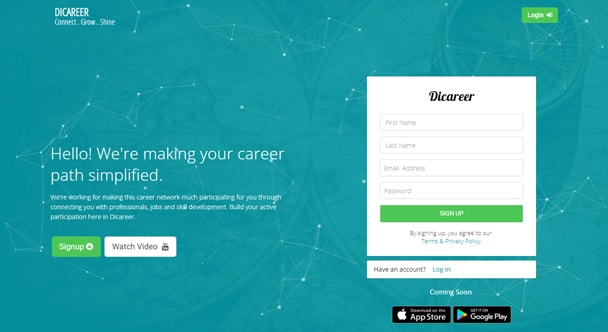 DICAREER
Connect . Grow . Shine
Login
Dicareer
First Name
Last Name
Email Address
Password
SIGN UP
By signing up, you agree to our
Terms & Privacy Policy
Have an account? Log in
Coming Soon
Download on the
App Store
GET IT ON
Google Play
Hello! We're making your career
path simplified.
We're working for making this career network much participating for you through
connecting you with professionals, jobs and skill development. Build your active
participation here in Dicareer.
Signup
Watch Video